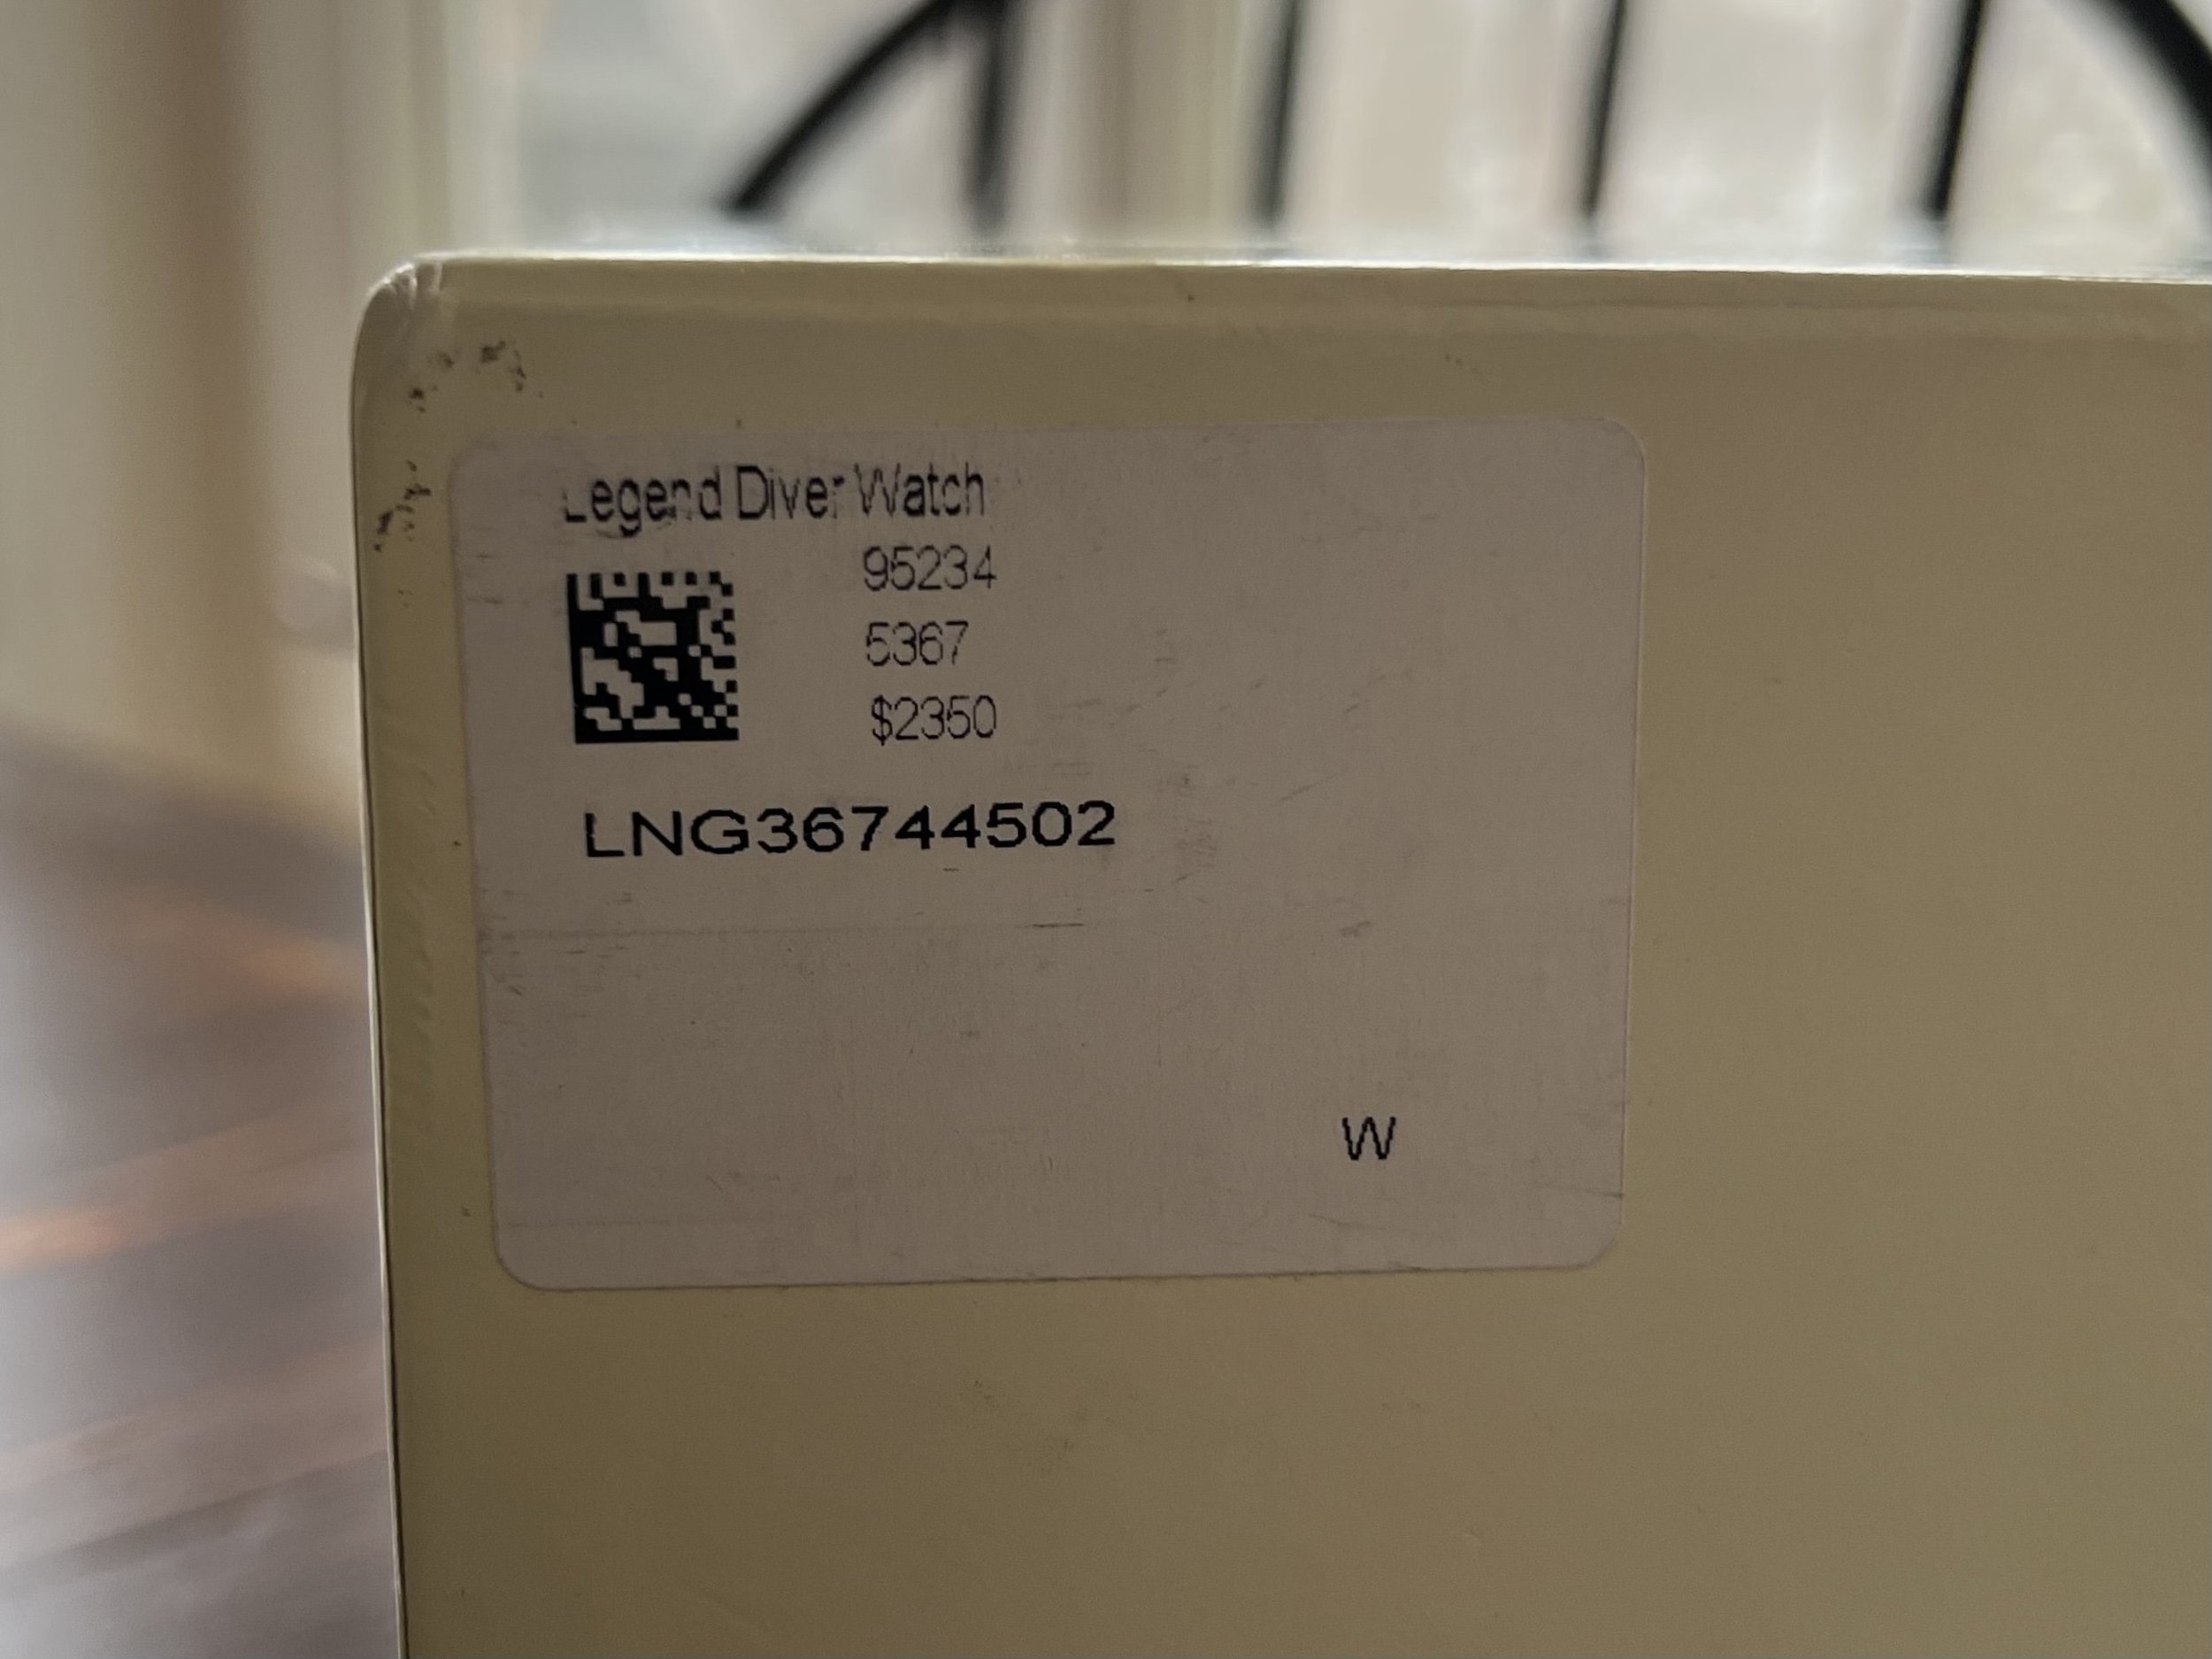 Legend Diver Watch
95234
5367
$2350
LNG36744502
W